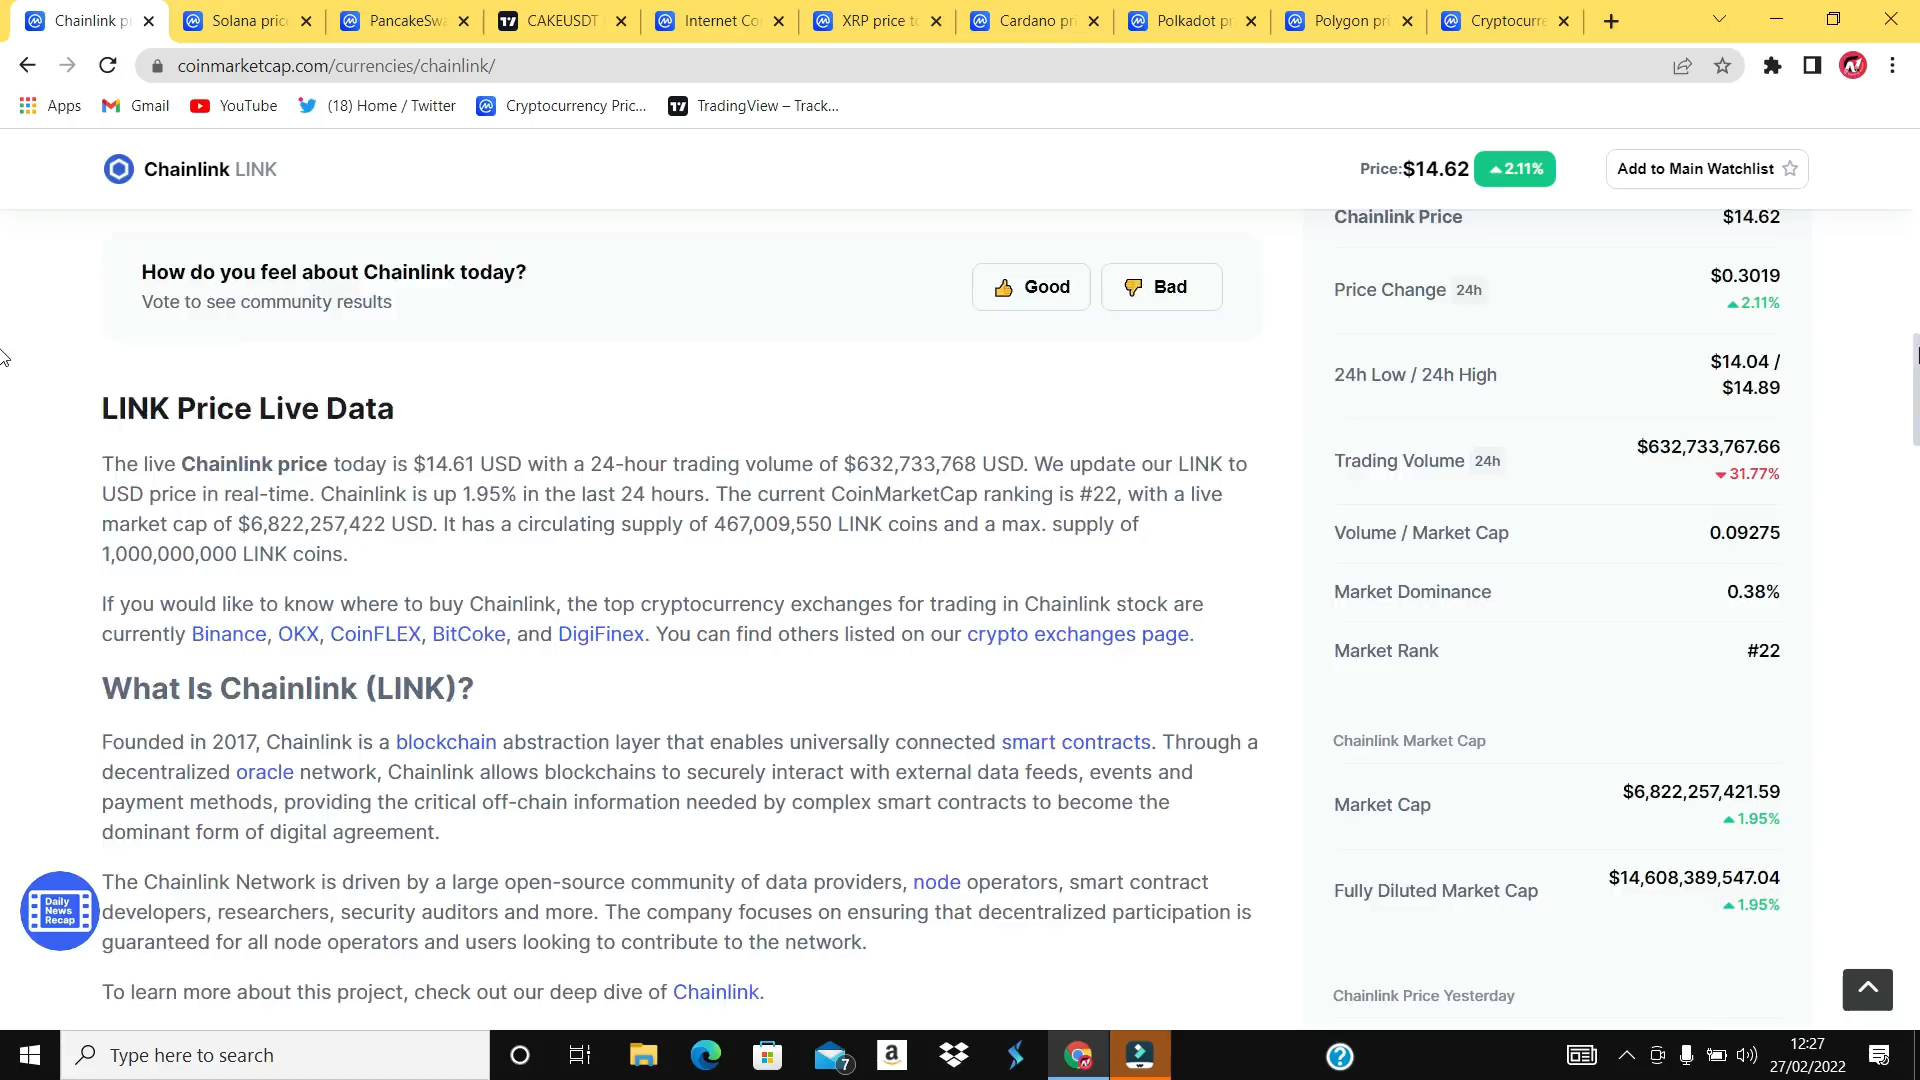 Chainlink p
Solana pric
PancakeSwa
CAKEUSDT
Internet Co
XRP price to
Cardano pri
Polkadot pr
Polygon pri
Cryptocurre
coinmarketcap.com/currencies/chainlink/
Apps
Gmail
YouTube
(18) Home / Twitter
Cryptocurrency Pric...
TradingView – Track...
Chainlink LINK
Price:$14.62
2.11%
Add to Main Watchlist
How do you feel about Chainlink today?
Vote to see community results
Good
Bad
LINK Price Live Data
The live Chainlink price today is $14.61 USD with a 24-hour trading volume of $632,733,768 USD. We update our LINK to
USD price in real-time. Chainlink is up 1.95% in the last 24 hours. The current CoinMarketCap ranking is #22, with a live
market cap of $6,822,257,422 USD. It has a circulating supply of 467,009,550 LINK coins and a max. supply of
1,000,000,000 LINK coins.
If you would like to know where to buy Chainlink, the top cryptocurrency exchanges for trading in Chainlink stock are
currently Binance, OKX, CoinFLEX, BitCoke, and DigiFinex. You can find others listed on our crypto exchanges page.
What Is Chainlink (LINK)?
Founded in 2017, Chainlink is a blockchain abstraction layer that enables universally connected smart contracts. Through a
decentralized oracle network, Chainlink allows blockchains to securely interact with external data feeds, events and
payment methods, providing the critical off-chain information needed by complex smart contracts to become the
dominant form of digital agreement.
The Chainlink Network is driven by a large open-source community of data providers, node operators, smart contract
developers, researchers, security auditors and more. The company focuses on ensuring that decentralized participation is
guaranteed for all node operators and users looking to contribute to the network.
To learn more about this project, check out our deep dive of Chainlink.
Daily
News
Recap
Chainlink Price
$14.62
Price Change 24h
$0.3019
2.11%
24h Low / 24h High
$14.04 /
$14.89
Trading Volume 24h
$632,733,767.66
31.77%
Volume / Market Cap
0.09275
Market Dominance
0.38%
Market Rank
#22
Chainlink Market Cap
Market Cap
$6,822,257,421.59
1.95%
Fully Diluted Market Cap
$14,608,389,547.04
1.95%
Chainlink Price Yesterday
Type here to search
7
12:27
27/02/2022